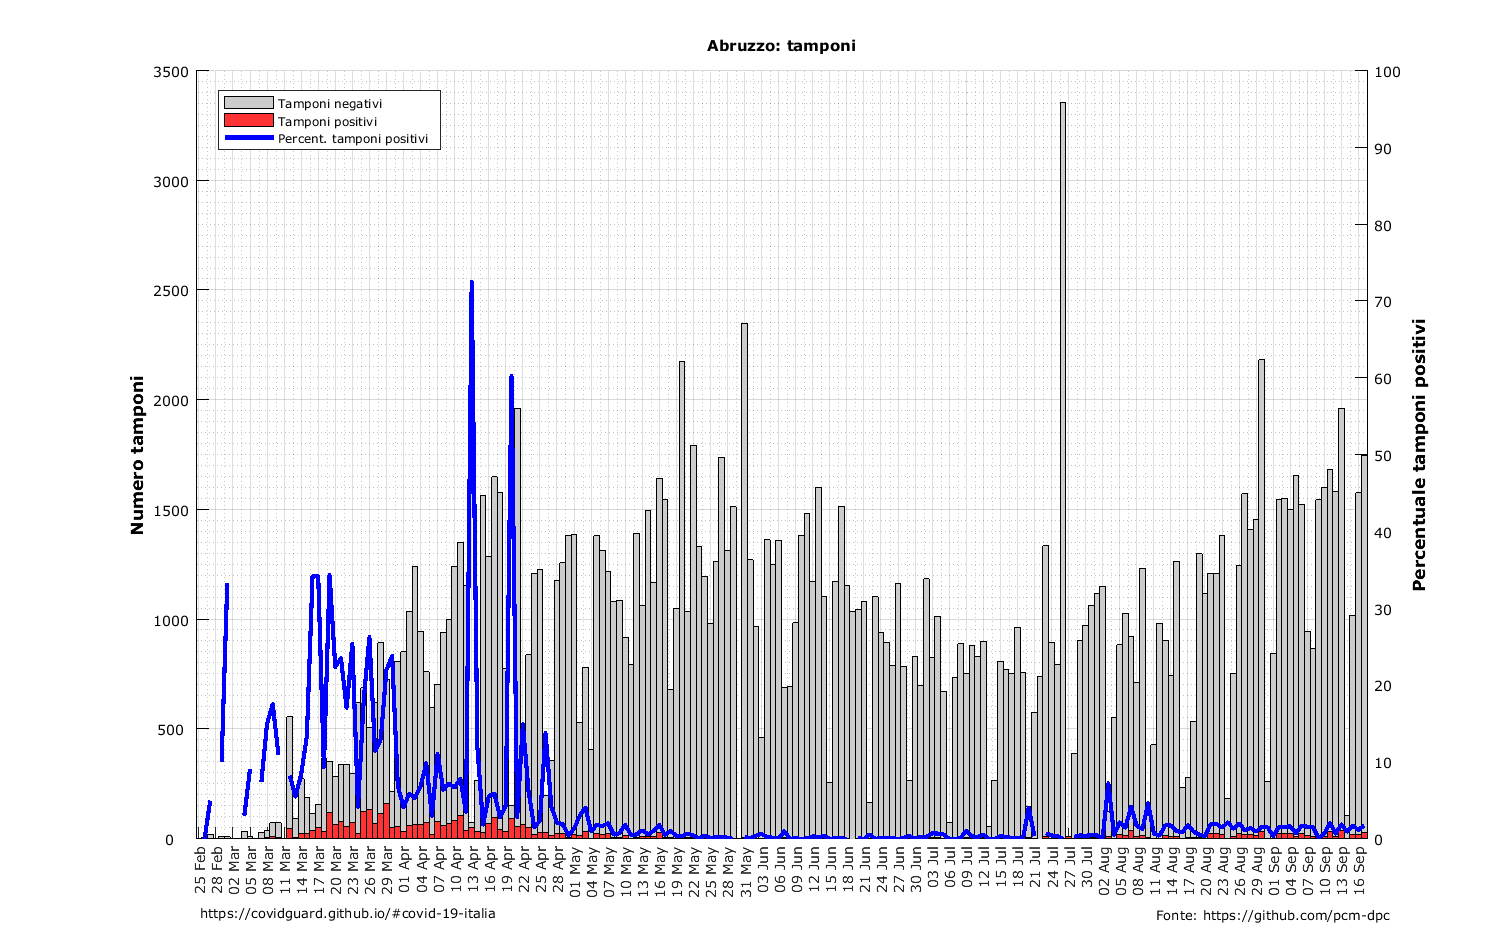 Abruzzo: tamponi
Tamponi negativi
Tamponi positivi
Percent. tamponi positivi
Numero tamponi
3500
3000
2500
2000
1500
1000
500
0
Percentuale tamponi positivi
100
90
80
70
60
50
40
30
20
10
0
25 Feb
28 Feb
02 Mar
05 Mar
08 Mar
11 Mar
14 Mar
17 Mar
20 Mar
23 Mar
26 Mar
29 Mar
01 Apr
04 Apr
07 Apr
10 Apr
13 Apr
16 Apr
19 Apr
22 Apr
25 Apr
28 Apr
01 May
04 May
07 May
10 May
13 May
16 May
19 May
22 May
25 May
28 May
31 May
03 Jun
06 Jun
09 Jun
12 Jun
15 Jun
18 Jun
21 Jun
24 Jun
27 Jun
30 Jun
03 Jul
06 Jul
09 Jul
12 Jul
15 Jul
18 Jul
21 Jul
24 Jul
27 Jul
30 Jul
02 Aug
05 Aug
08 Aug
11 Aug
14 Aug
17 Aug
20 Aug
23 Aug
26 Aug
29 Aug
01 Sep
04 Sep
07 Sep
10 Sep
13 Sep
16 Sep
https://covidguard.github.io/#covid-19-italia
Fonte: https://github.com/pcm-dpc